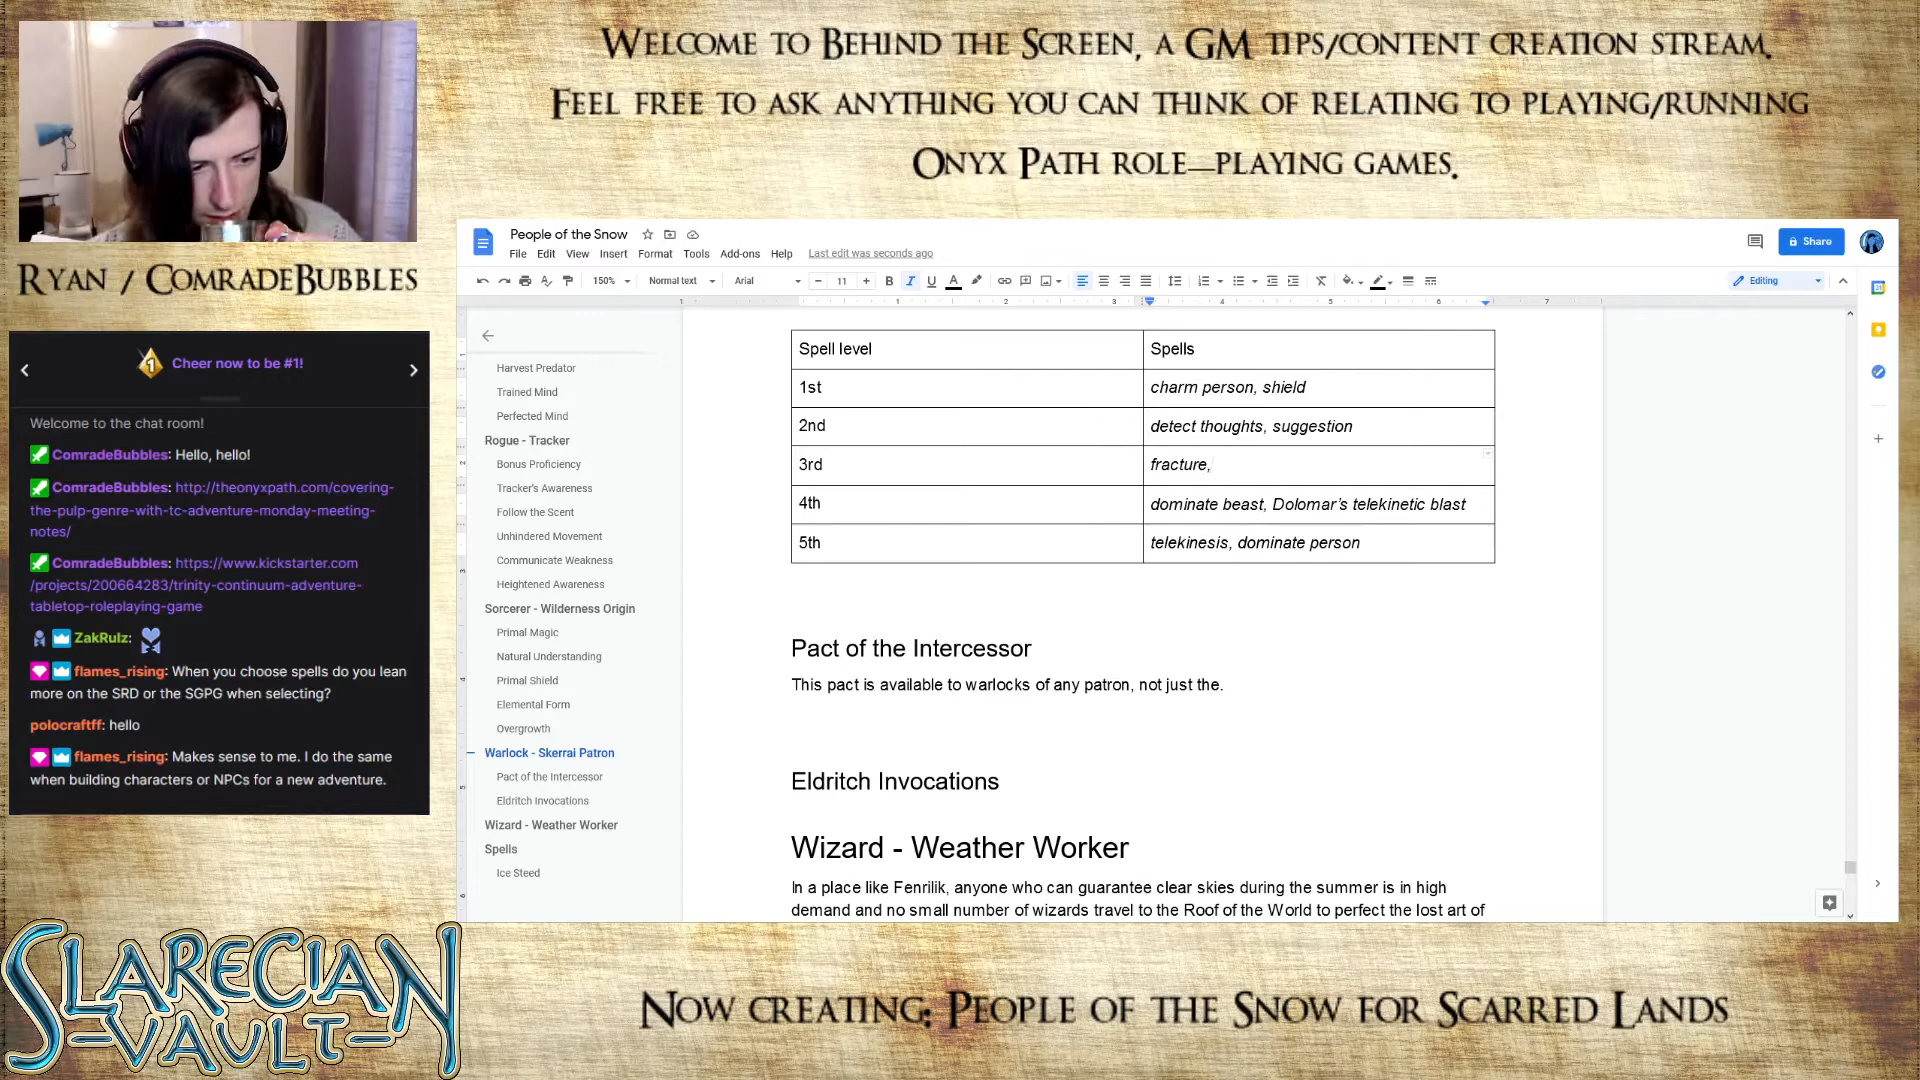 Welcome to Behind the Screen, a GM tips/content creation stream.
Feel free to ask anything you can think of relating to playing/running
Onyx Path role—playing games.
Ryan / ComradeBubbles
Cheer now to be #1!
1
Welcome to the chat room!
ComradeBubbles: Hello, hello!
ComradeBubbles: http://theonyxpath.com/covering-
the-pulp-genre-with-tc-adventure-monday-meeting-
notes/
ComradeBubbles: https://www.kickstarter.com
/projects/200664283/trinity-continuum-adventure-
tabletop-roleplaying-game
ZakRulz:
flames_rising: When you choose spells do you lean
more on the SRD or the SGPG when selecting?
polocraftff: hello
flames_rising: Makes sense to me. I do the same
when building characters or NPCs for a new adventure.
People of the Snow
File Edit View Insert Format Tools Add-ons Help Last edit was seconds ago
Share
150% Normal text Arial 11 B I U A Editing
1 1 2 3 4 5 6 7
Harvest Predator
Trained Mind
Perfected Mind
Rogue - Tracker
Bonus Proficiency
Tracker's Awareness
Follow the Scent
Unhindered Movement
Communicate Weakness
Heightened Awareness
Sorcerer - Wilderness Origin
Primal Magic
Natural Understanding
Primal Shield
Elemental Form
Overgrowth
Warlock - Skerrai Patron
Pact of the Intercessor
Eldritch Invocations
Wizard - Weather Worker
Spells
Ice Steed
Spell level Spells
1st charm person, shield
2nd detect thoughts, suggestion
3rd fracture,
4th dominate beast, Dolomar’s telekinetic blast
5th telekinesis, dominate person
Pact of the Intercessor
This pact is available to warlocks of any patron, not just the.
Eldritch Invocations
Wizard - Weather Worker
In a place like Fenrilik, anyone who can guarantee clear skies during the summer is in high
demand and no small number of wizards travel to the Roof of the World to perfect the lost art of
Slarecian
-Vault-
Now creating: People of the Snow for Scarred Lands